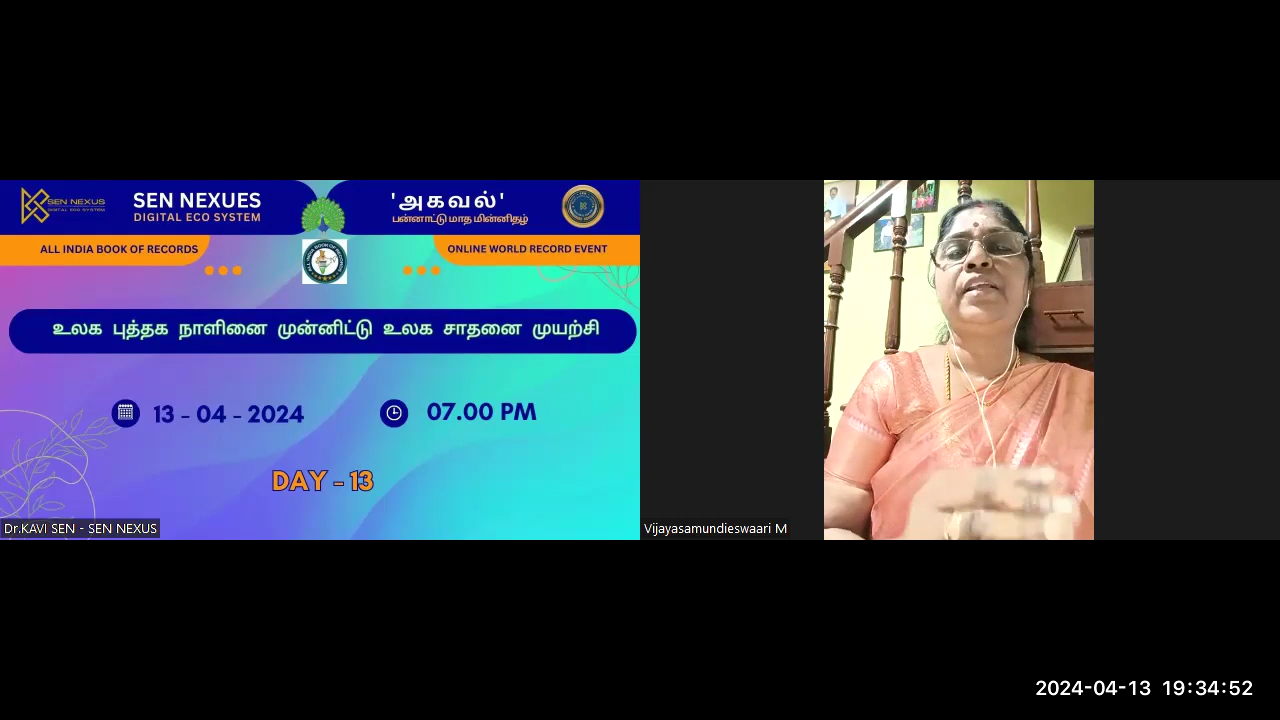 SEN NEXUS
DIGITAL ECO SYSTEM
SEN NEXUES
DIGITAL ECO SYSTEM
'அகவல்'
பன்னாட்டு மாத மின்னிதழ்
ALL INDIA BOOK OF RECORDS
ONLINE WORLD RECORD EVENT
உலக புத்தக நாளினை முன்னிட்டு உலக சாதனை முயற்சி
13 - 04 - 2024
07.00 PM
DAY - 13
Dr.KAVI SEN - SEN NEXUS
Vijayasamundieswaari M
2024-04-13 19:34:52